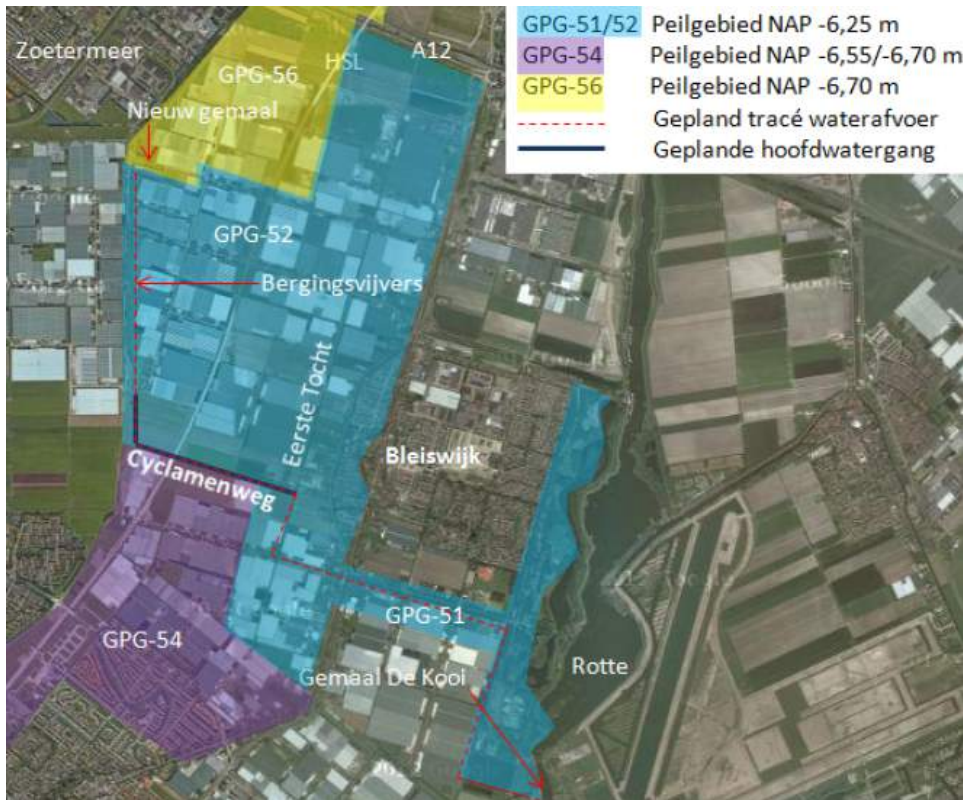 GPG-51/52 Peilgebied NAP -6,25 m
GPG-54 Peilgebied NAP -6,55/-6,70 m
GPG-56 Peilgebied NAP -6,70 m
Gepland tracé waterafvoer
Geplande hoofdwatergang
Zoetermeer
HSL
A12
GPG-56
Nieuw gemaal
GPG-52
Bergingsvijvers
Eerste Tocht
Bleiswijk
Cyclamenweg
GPG-51
GPG-54
Gemaal De Kooi
Rotte